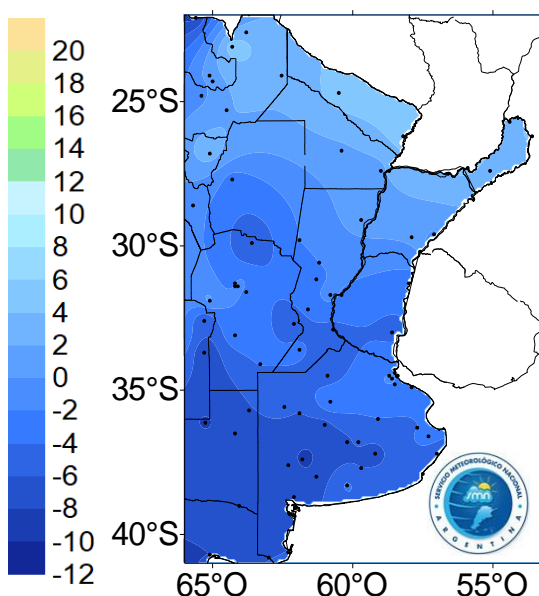 20
18
16
14
12
10
8
6
4
2
0
-2
-4
-6
-8
-10
-12
25°S
30°S
35°S
40°S
65°O
60°O
55°O
SERVICIO METEOROLÓGICO NACIONAL
smn
ARGENTINA